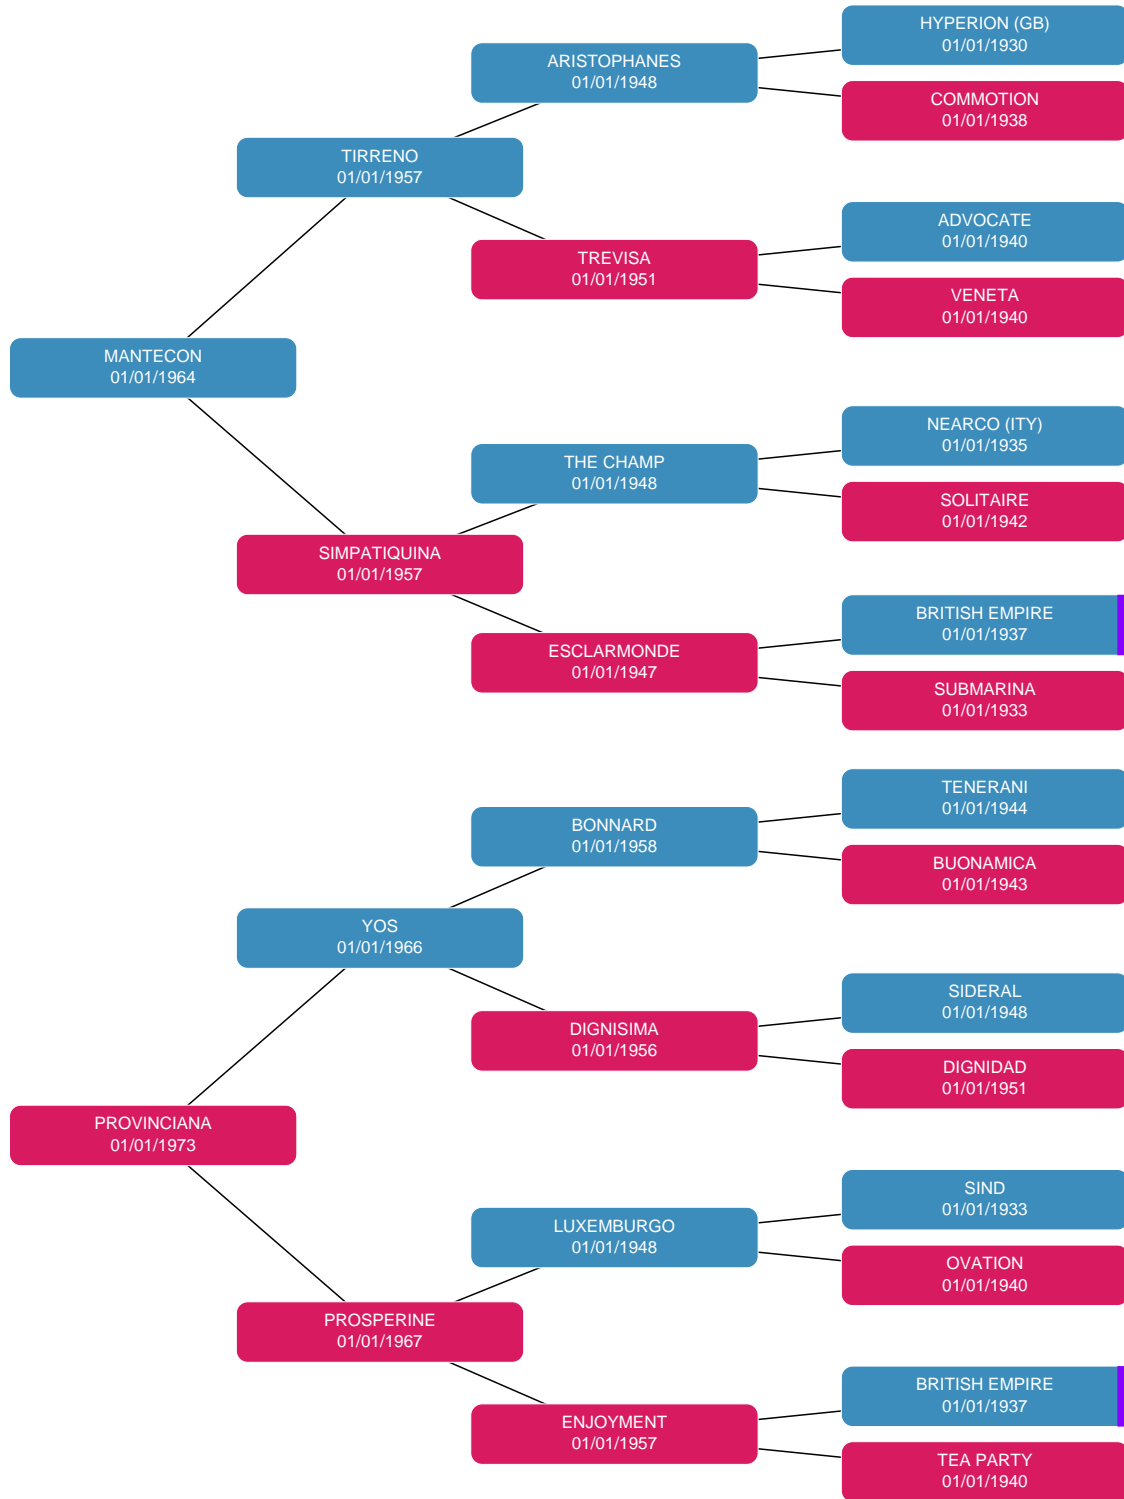 HYPERION (GB)
01/01/1930
ARISTOPHANES
01/01/1948
COMMOTION
01/01/1938
TIRRENO
01/01/1957
ADVOCATE
01/01/1940
TREVISA
01/01/1951
VENETA
01/01/1940
MANTECON
01/01/1964
NEARCO (ITY)
01/01/1935
THE CHAMP
01/01/1948
SOLITAIRE
01/01/1942
SIMPATIQUINA
01/01/1957
BRITISH EMPIRE
01/01/1937
ESCLARMONDE
01/01/1947
SUBMARINA
01/01/1933
TENERANI
01/01/1944
BONNARD
01/01/1958
BUONAMICA
01/01/1943
YOS
01/01/1966
SIDERAL
01/01/1948
DIGNISIMA
01/01/1956
DIGNIDAD
01/01/1951
PROVINCIANA
01/01/1973
SIND
01/01/1933
LUXEMBURGO
01/01/1948
OVATION
01/01/1940
PROSPERINE
01/01/1967
BRITISH EMPIRE
01/01/1937
ENJOYMENT
01/01/1957
TEA PARTY
01/01/1940